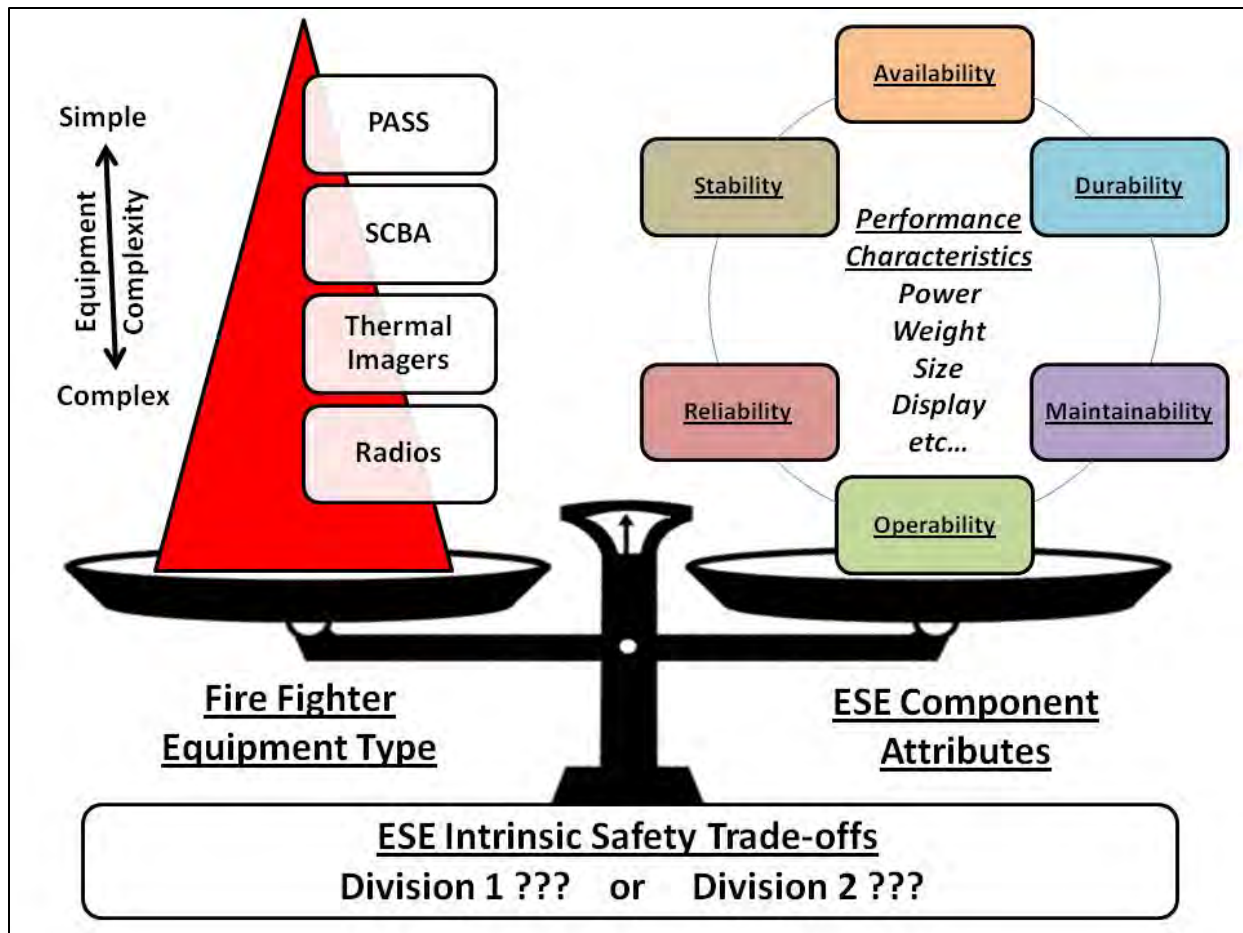 Simple
Equipment
Complexity
Complex
PASS
SCBA
Thermal
Imagers
Radios
Availability
Stability
Durability
Performance
Characteristics
Power
Weight
Size
Display
etc...
Reliability
Maintainability
Operability
Fire Fighter
Equipment Type
ESE Component
Attributes
ESE Intrinsic Safety Trade-offs
Division 1 ??? or Division 2 ???